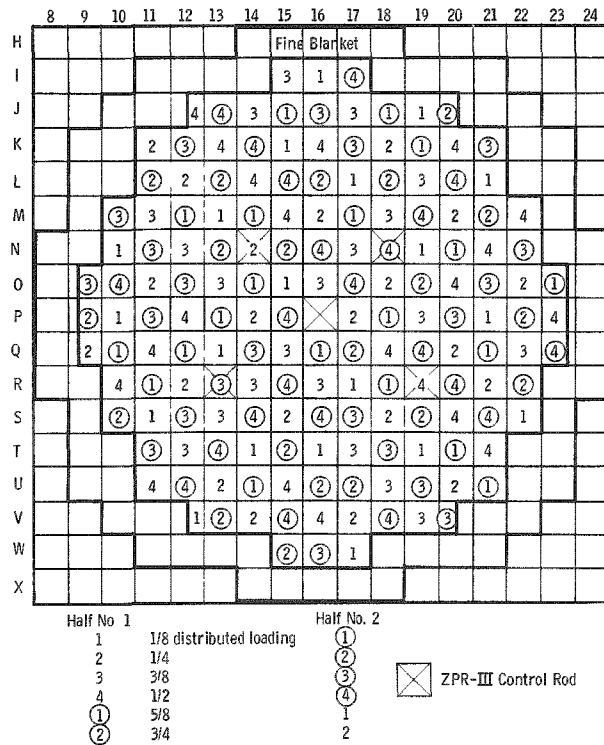 8 9 10 11 12 13 14 15 16 17 18 19 20 21 22 23 24
H Fine Blanket
I 3 1 ④
J 4 ④ 3 ① ③ 3 ① 1 ②
K 2 ③ 4 ④ 1 4 ③ 2 ① 4 ③
L ② 2 ② 4 ④ ② 1 ② 3 ④ 1
M ③ 3 ① 1 ① 4 2 ① 3 ④ 2 ② 4
N 1 ③ 3 ② 2 ② ④ 3 ④ 1 ① 4 ③
O ③ ④ 2 ③ 3 ① 1 3 ④ 2 ② 4 ③ 2 ①
P ② 1 ③ 4 ① 2 ④ 2 ① 3 ③ 1 ② 4
Q 2 ① 4 ① 1 ③ 3 ① ② 4 ④ 2 ① 3 ④
R 4 ① 2 ③ 3 ④ 3 1 ① 4 ④ 2 ②
S ② 1 ③ 3 ④ 2 ④ ③ 2 ② 4 ④ 1
T ③ 3 ④ 1 ② 1 3 ③ 1 ① 4
U 4 ④ 2 ① 4 ② ② 3 ③ 2 ①
V 1 ② 2 ④ 4 2 ④ 3 ③
W ② ③ 1
X
Half No 1 Half No. 2
1 1/8 distributed loading ①
2 1/4 ②
3 3/8 ③
4 1/2 ④
① 5/8 1
② 3/4 2
ZPR-III Control Rod